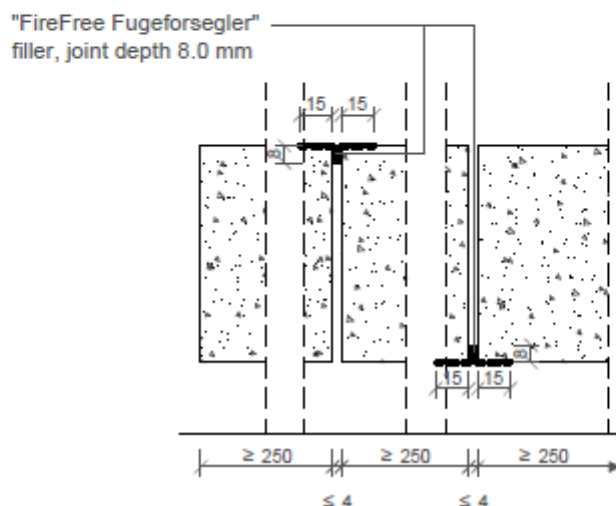 "FireFree Fugeforsegler"
filler, joint depth 8.0 mm
15 15
8
8
15 15
≥ 250 ≥ 250 ≥ 250
≤ 4 ≤ 4